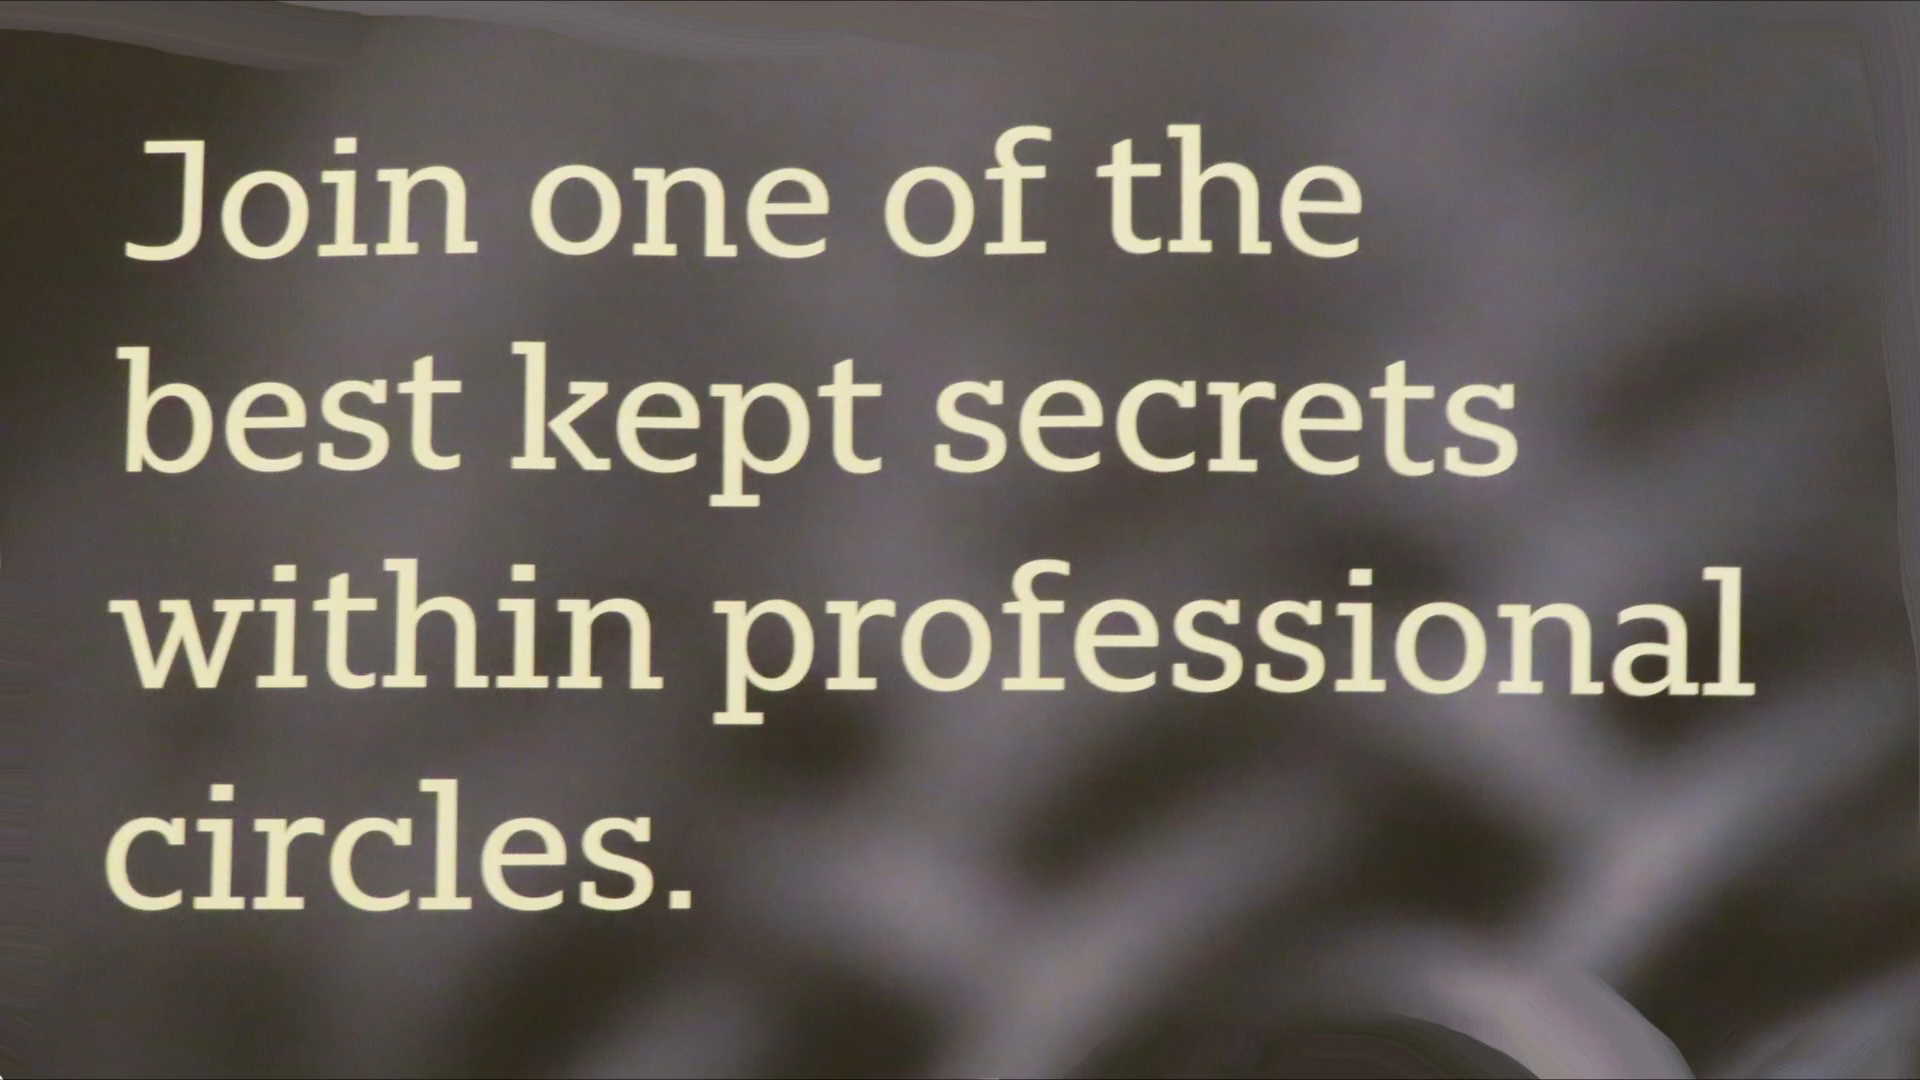 Join one of the
best kept secrets
within professional
circles.